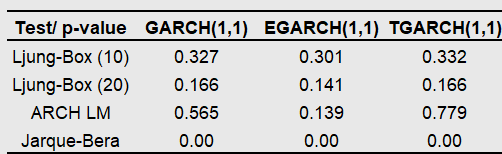 Test/ p-value GARCH(1,1) EGARCH(1,1) TGARCH(1,1)
Ljung-Box (10) 0.327 0.301 0.332
Ljung-Box (20) 0.166 0.141 0.166
ARCH LM 0.565 0.139 0.779
Jarque-Bera 0.00 0.00 0.00